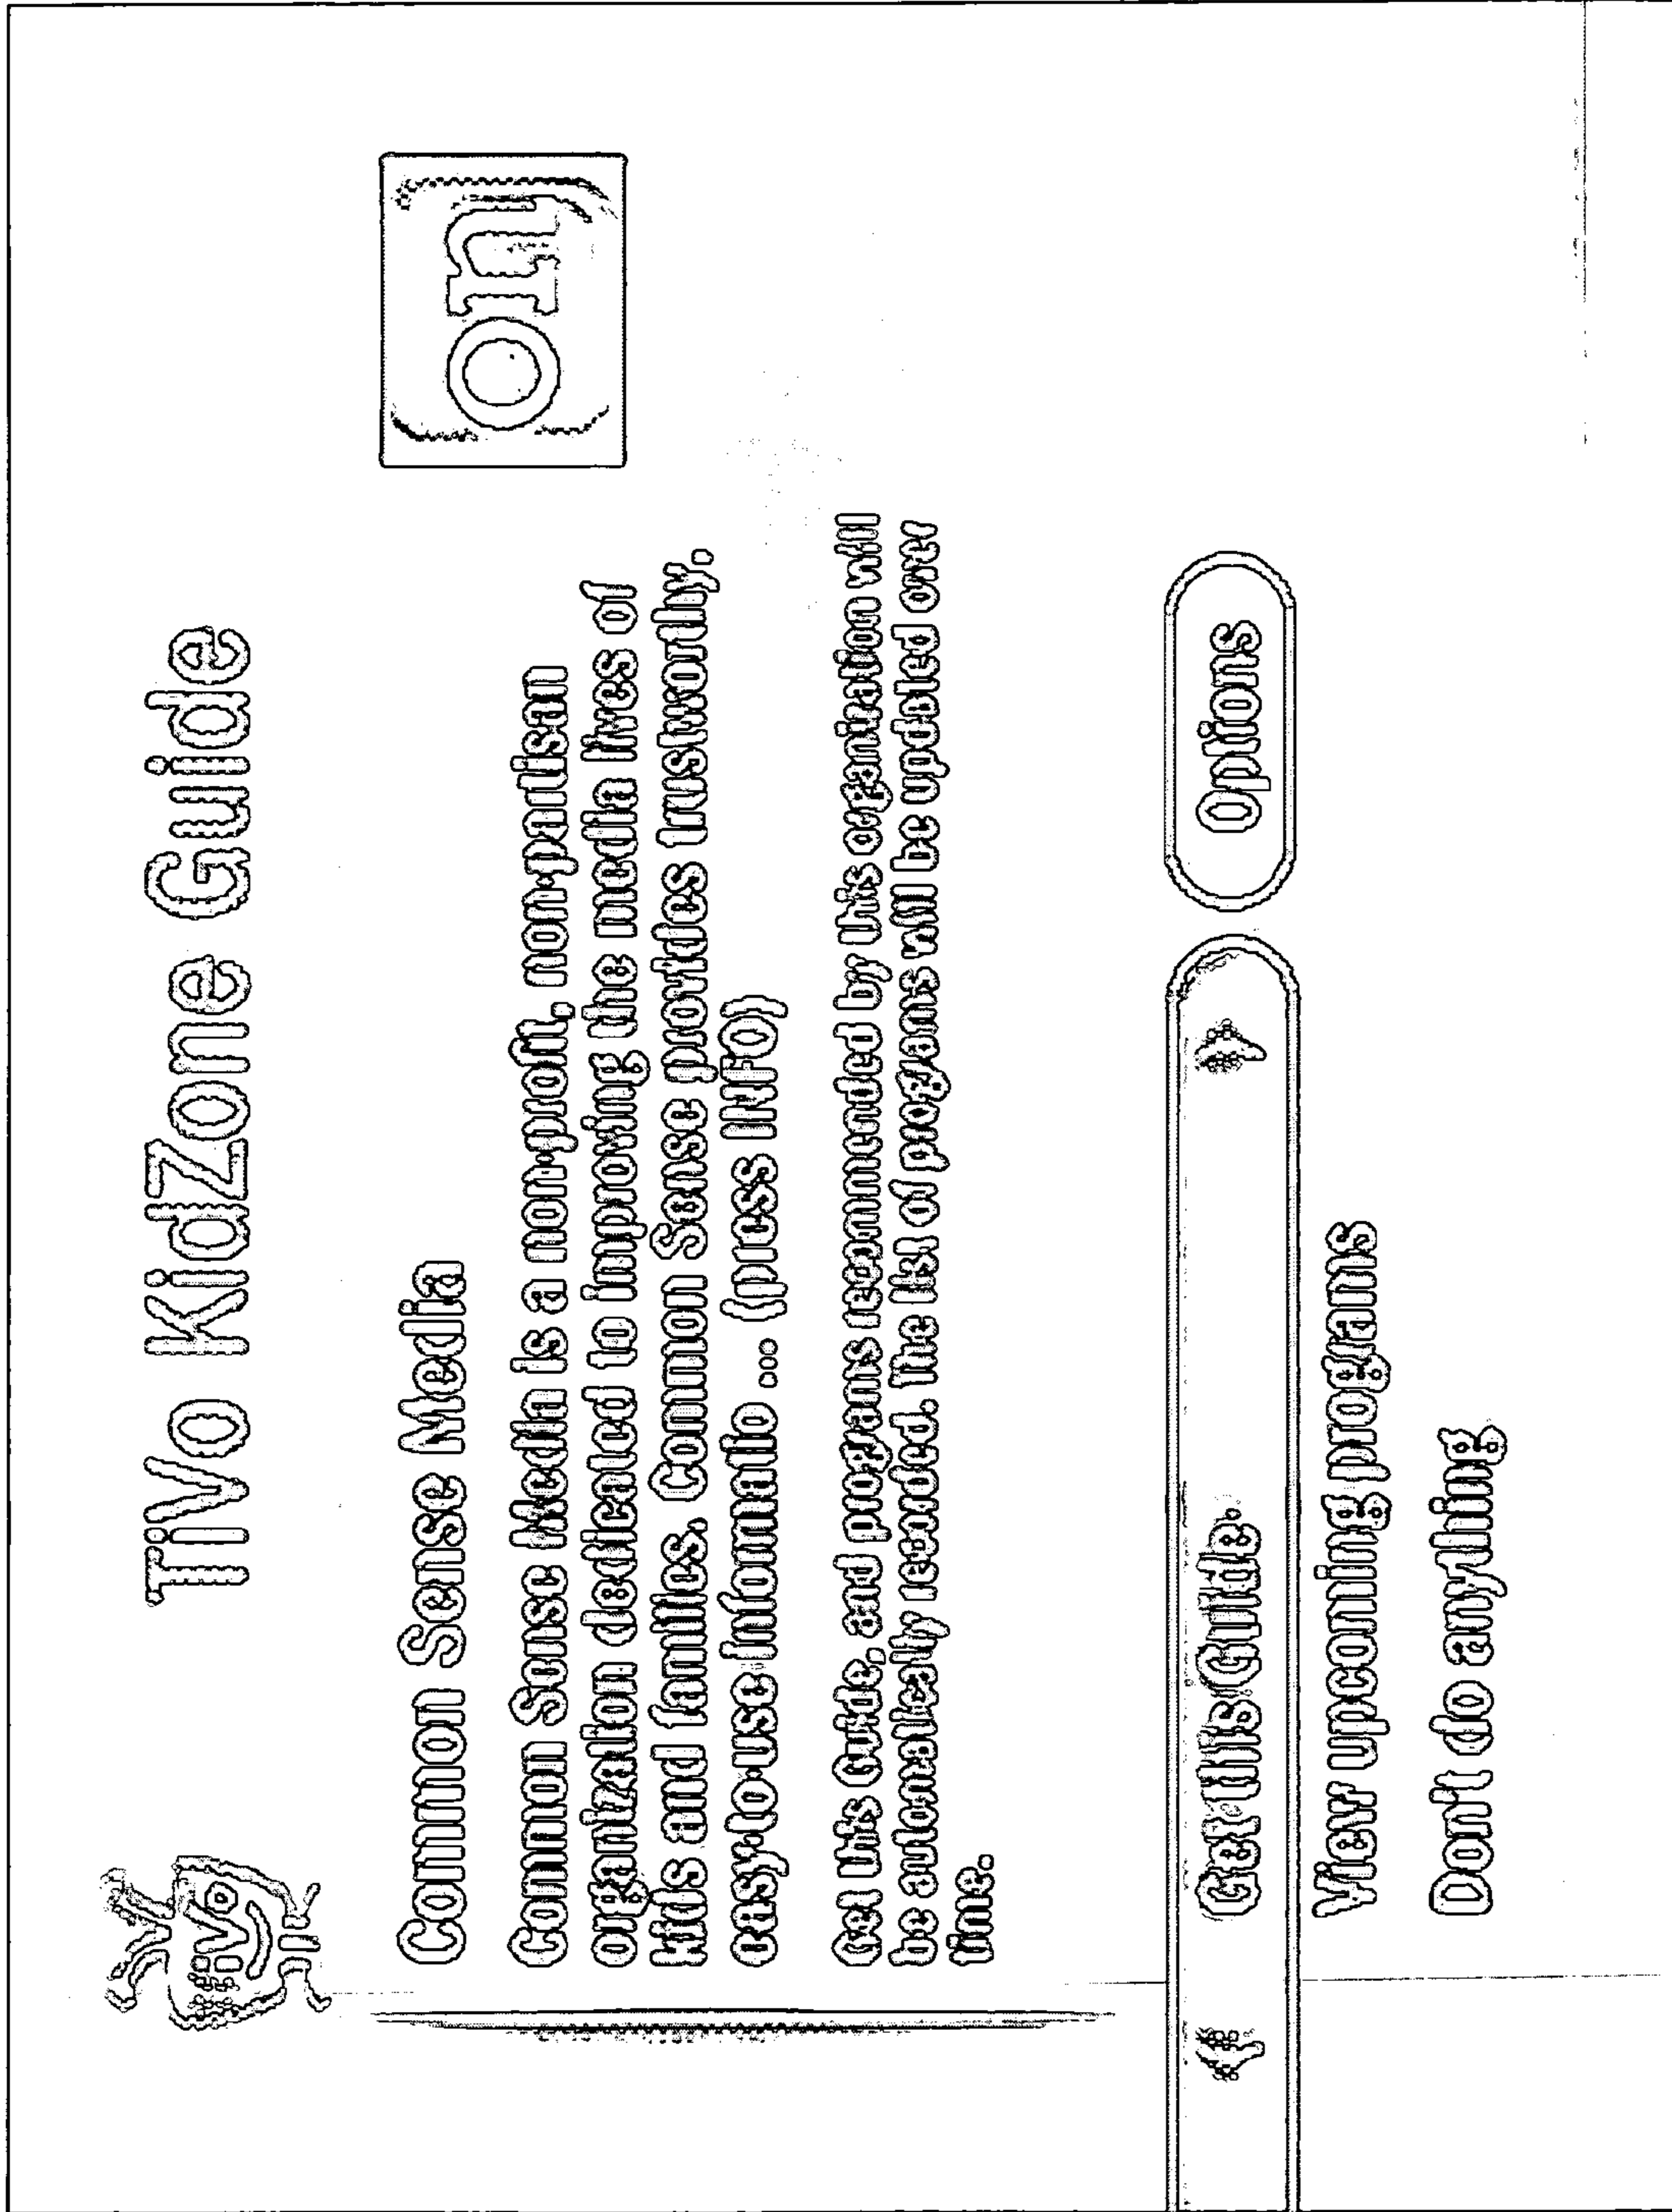 TiVo KidZone Guide
TiVo
on
Common Sense Media
Common Sense Media is a non-profit, non-partisan
organization dedicated to improving the media lives of
kids and families. Common Sense provides trustworthy,
easy-to-use informatio ... (press INFO)
Get this Guide, and programs recommended by this organization will
be automatically recorded. The list of programs will be updated over
time.
Get this Guide.
Options
View upcoming programs
Don't do anything